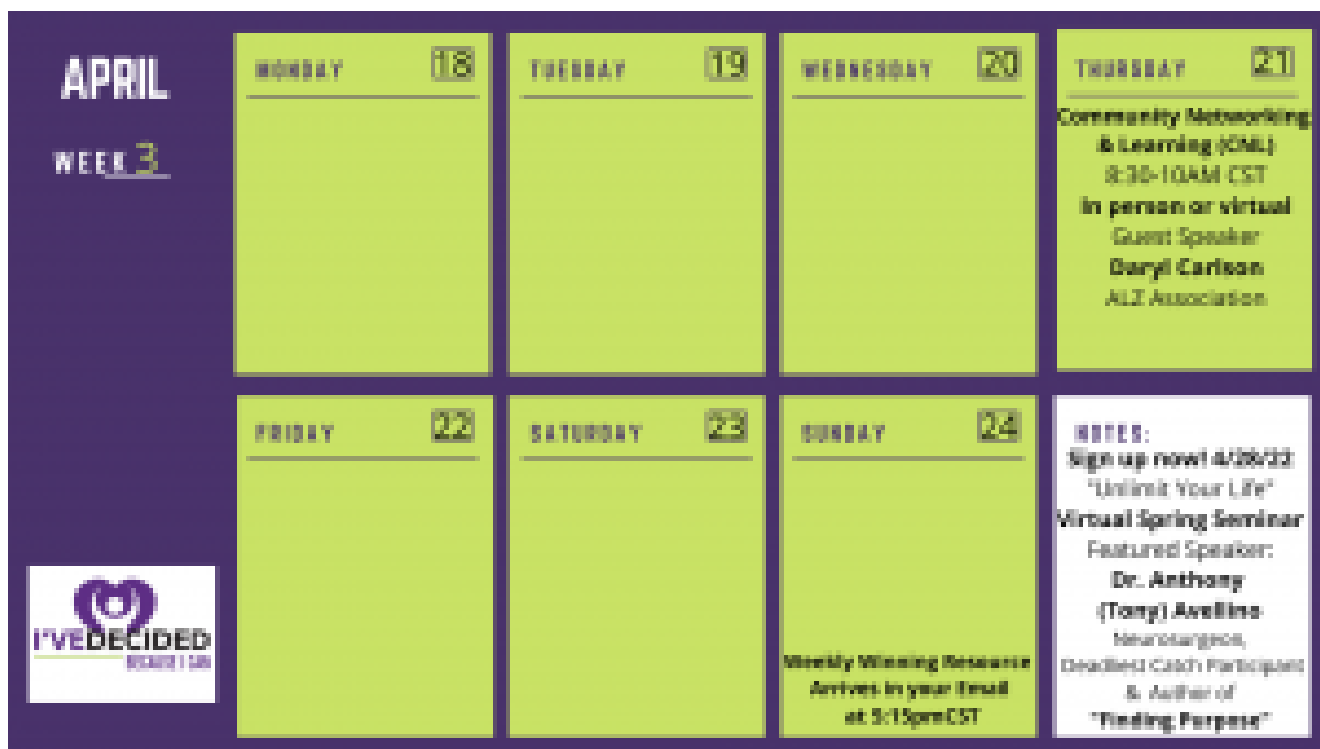 APRIL
WEEK 3
MONDAY 18
TUESDAY 19
WEDNESDAY 20
THURSDAY 21
Community Networking
& Learning (CNL)
8:30-10AM CST
in person or virtual
Guest Speaker
Daryl Carlson
ALZ Association
FRIDAY 22
SATURDAY 23
SUNDAY 24
Weekly Winning Resource
Arrives in your Email
at 5:15pmCST
NOTES:
Sign up now! 4/28/22
"Unlimit Your Life"
Virtual Spring Seminar
Featured Speaker:
Dr. Anthony
(Tony) Avellino
Neurosurgeon,
Deadliest Catch Participant
& Author of
"Finding Purpose"
I'VEDECIDED
BECAUSE I CAN